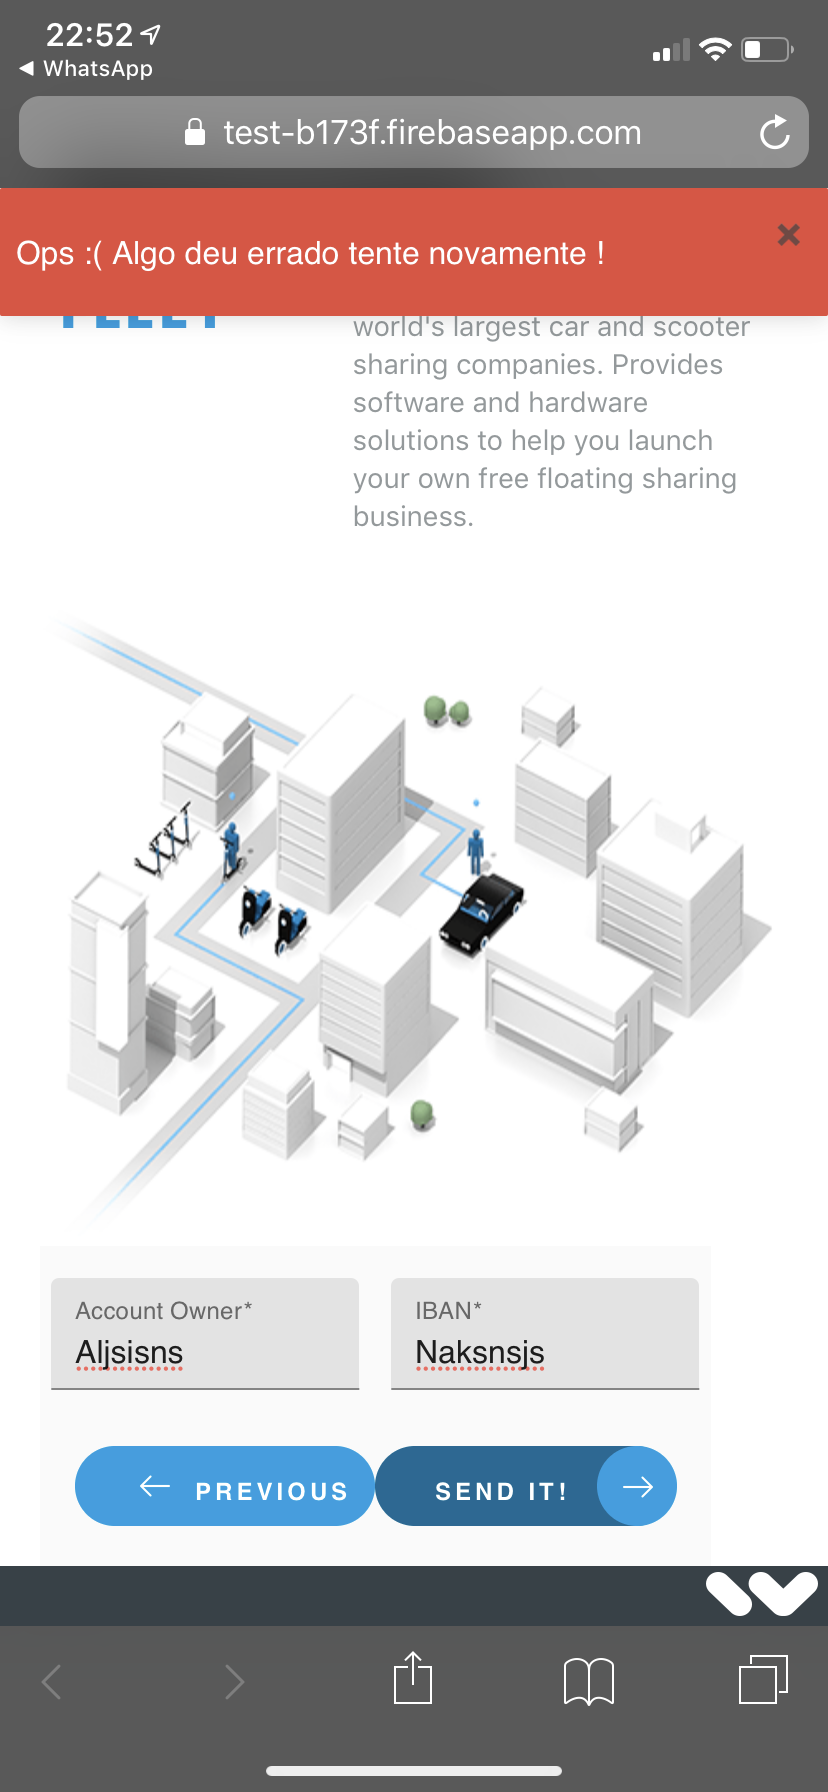 22:52
WhatsApp
test-b173f.firebaseapp.com
Ops :( Algo deu errado tente novamente !
world's largest car and scooter
sharing companies. Provides
software and hardware
solutions to help you launch
your own free floating sharing
business.
Account Owner*
Aljsisns
IBAN*
Naksnsjs
PREVIOUS
SEND IT!